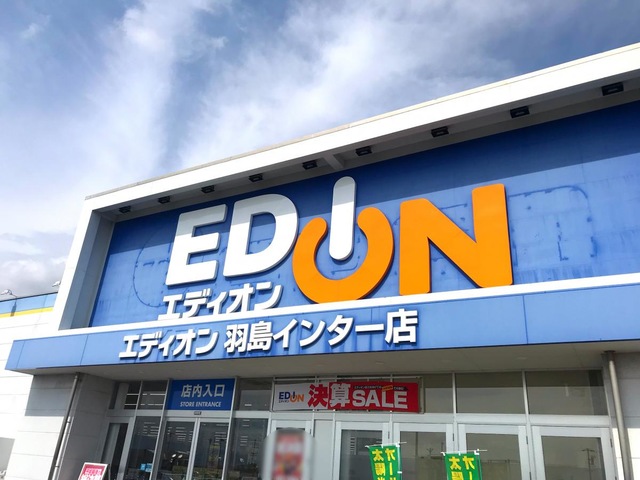 EDION
エディオン
エディオン 羽島インター店
店内入口
STORE ENTRANCE
EDION 決算SALE